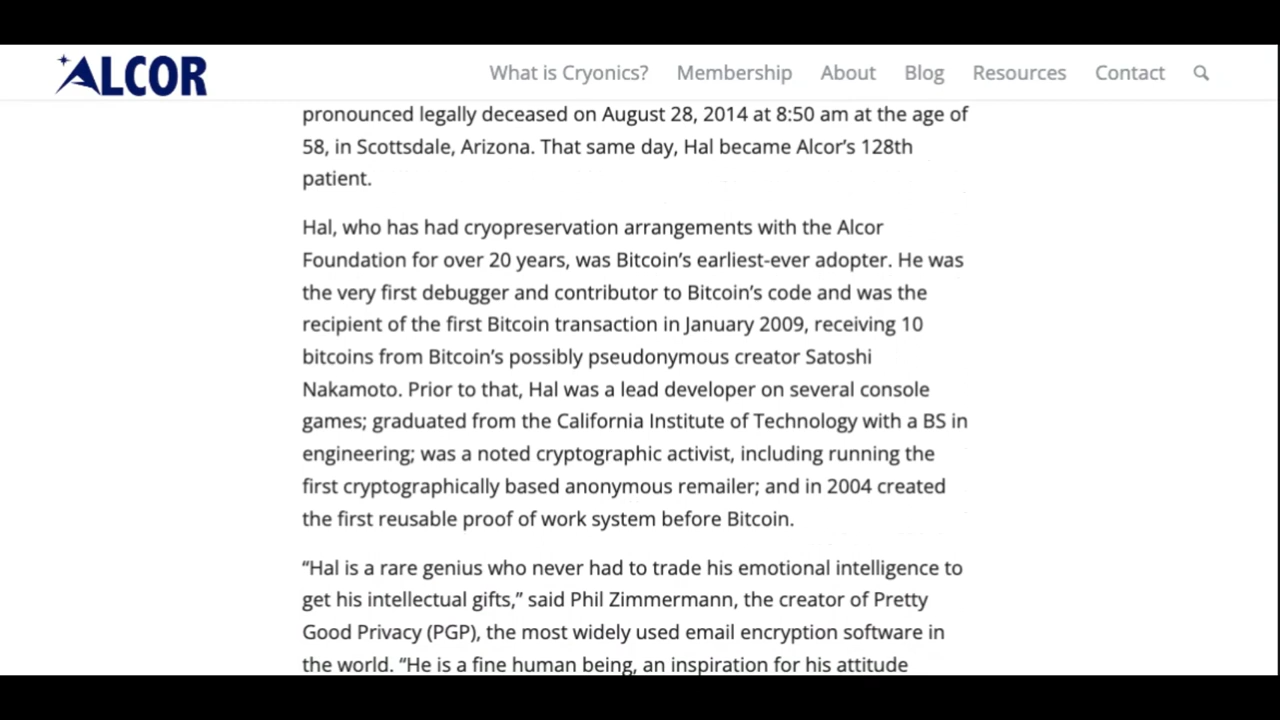 ALCOR
What is Cryonics? Membership About Blog Resources Contact
pronounced legally deceased on August 28, 2014 at 8:50 am at the age of
58, in Scottsdale, Arizona. That same day, Hal became Alcor’s 128th
patient.
Hal, who has had cryopreservation arrangements with the Alcor
Foundation for over 20 years, was Bitcoin’s earliest-ever adopter. He was
the very first debugger and contributor to Bitcoin’s code and was the
recipient of the first Bitcoin transaction in January 2009, receiving 10
bitcoins from Bitcoin’s possibly pseudonymous creator Satoshi
Nakamoto. Prior to that, Hal was a lead developer on several console
games; graduated from the California Institute of Technology with a BS in
engineering; was a noted cryptographic activist, including running the
first cryptographically based anonymous remailer; and in 2004 created
the first reusable proof of work system before Bitcoin.
“Hal is a rare genius who never had to trade his emotional intelligence to
get his intellectual gifts,” said Phil Zimmermann, the creator of Pretty
Good Privacy (PGP), the most widely used email encryption software in
the world. “He is a fine human being, an inspiration for his attitude